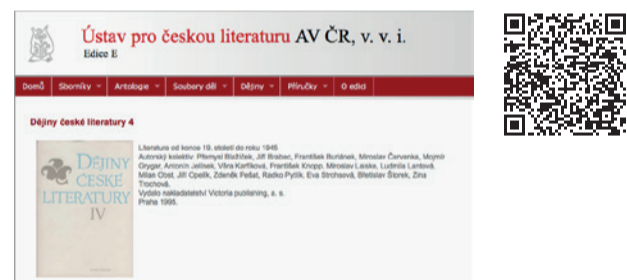 Ústav pro českou literaturu AV ČR, v. v. i.
Edice E
Domů Sborníky Antologie Soubory děl Dějiny Příručky O edici
Dějiny české literatury 4
DĚJINY
ČESKÉ
LITERATURY
IV
Literatura od konce 19. století do roku 1945
Autorský kolektiv: Přemysl Blažíček, Jiří Brabec, František Buriánek, Miroslav Červenka, Mojmír
Grygar, Antonín Jelínek, Věra Karfíková, František Knopp, Miroslav Laiske, Ludmila Lantová,
Milan Obst, Jiří Opelík, Zdeněk Pešat, Radko Pytlík, Eva Strohsová, Břetislav Štorek, Zina
Trochová.
Vydalo nakladatelství Victoria publishing, a. s.
Praha 1995.